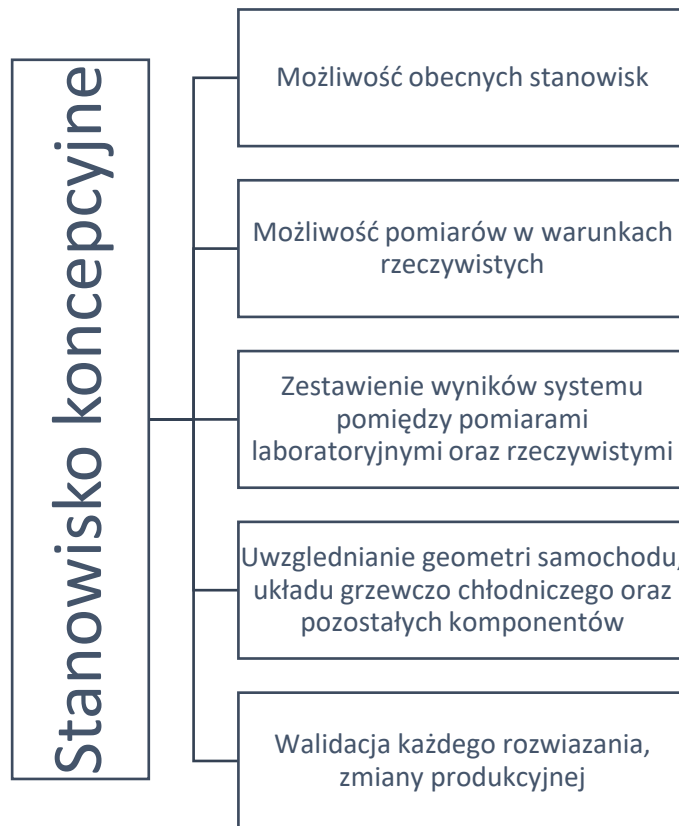 Stanowisko koncepcyjne
Możliwość obecnych stanowisk
Możliwość pomiarów w warunkach
rzeczywistych
Zestawienie wyników systemu
pomiędzy pomiarami
laboratoryjnymi oraz rzeczywistymi
Uwzglednianie geometri samochodu,
układu grzewczo chłodniczego oraz
pozostałych komponentów
Walidacja każdego rozwiazania,
zmiany produkcyjnej